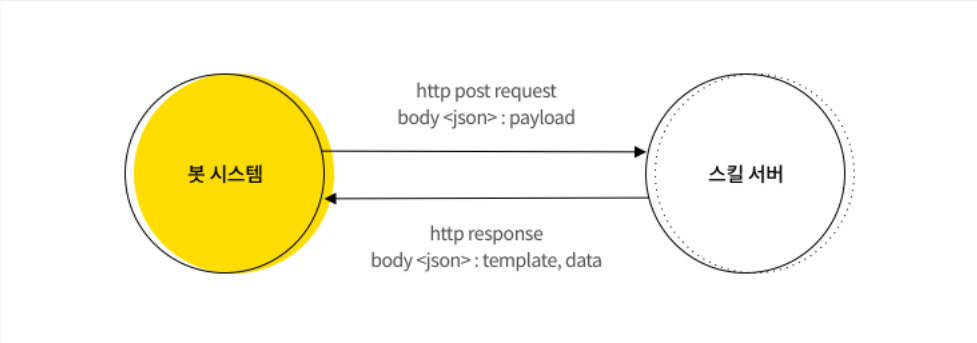 http post request
body <json> : payload
봇 시스템
스킬 서버
http response
body <json> : template, data